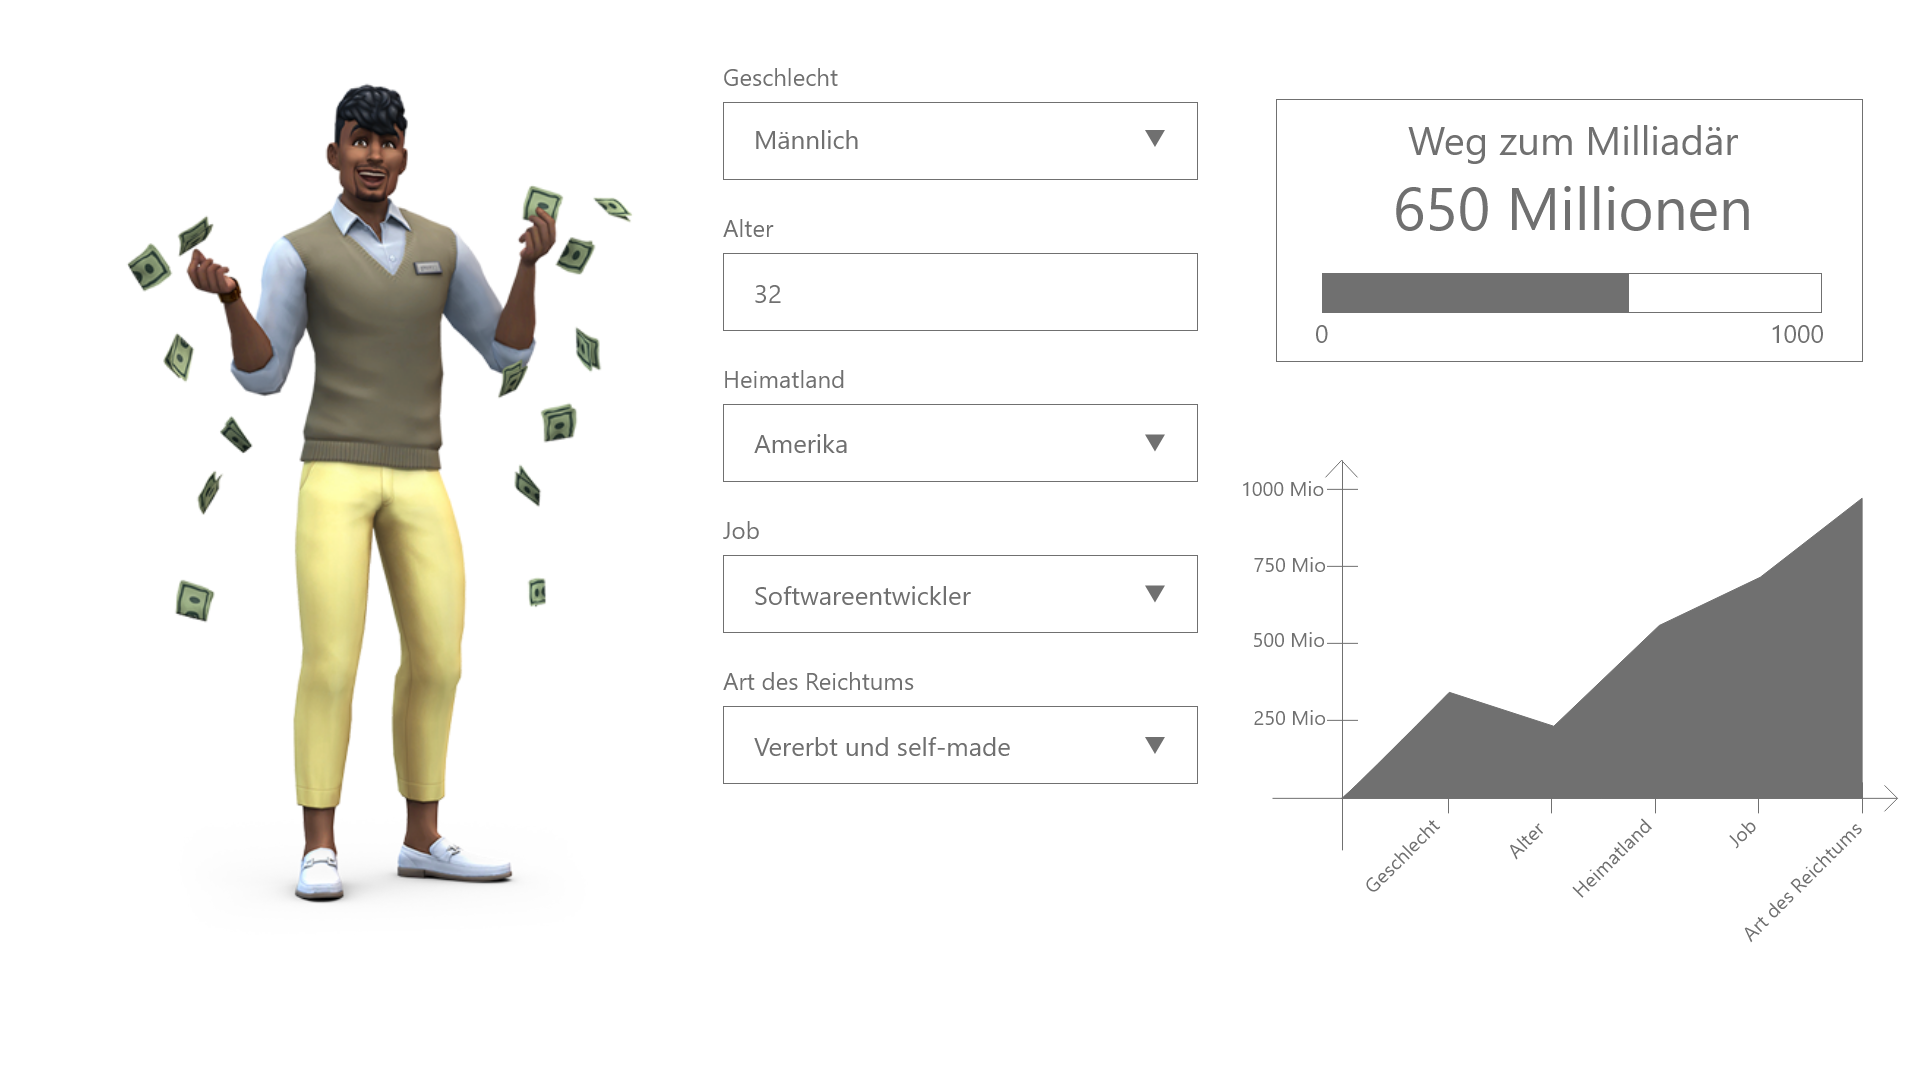 Geschlecht
Männlich
Alter
32
Heimatland
Amerika
Job
Softwareentwickler
Art des Reichtums
Vererbt und self-made
Weg zum Milliadär
650 Millionen
0
1000
1000 Mio
750 Mio
500 Mio
250 Mio
Geschlecht
Alter
Heimatland
Job
Art des Reichtums